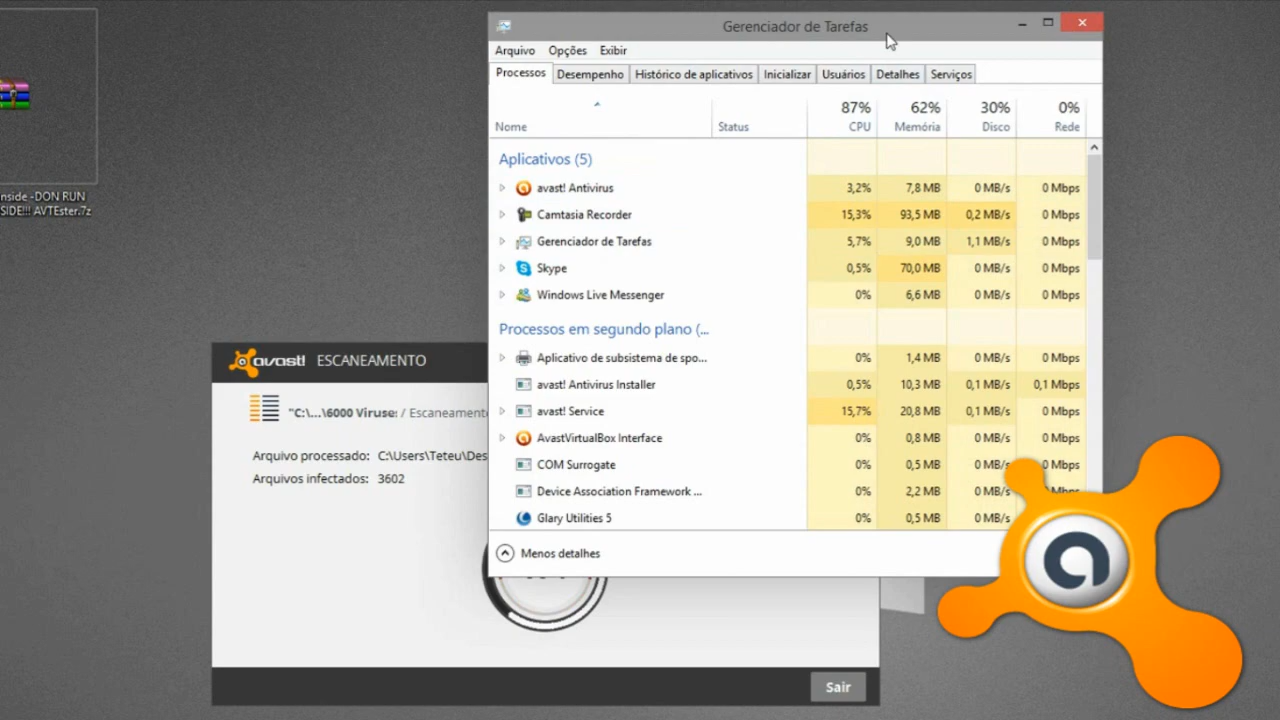 Gerenciador de Tarefas
Arquivo Opções Exibir
Processos Desempenho Histórico de aplicativos Inicializar Usuários Detalhes Serviços
87% 62% 30% 0%
Nome Status CPU Memória Disco Rede
Aplicativos (5)
avast! Antivirus 3,2% 7,8 MB 0 MB/s 0 Mbps
Camtasia Recorder 15,3% 93,5 MB 0,2 MB/s 0 Mbps
Gerenciador de Tarefas 5,7% 9,0 MB 1,1 MB/s 0 Mbps
Skype 0,5% 70,0 MB 0 MB/s 0 Mbps
Windows Live Messenger 0% 6,6 MB 0 MB/s 0 Mbps
Processos em segundo plano (...
Aplicativo de subsistema de spo... 0% 1,4 MB 0 MB/s 0 Mbps
avast! Antivirus Installer 0,5% 10,3 MB 0,1 MB/s 0,1 Mbps
avast! Service 15,7% 20,8 MB 0,1 MB/s 0 Mbps
AvastVirtualBox Interface 0% 0,8 MB 0 MB/s 0 Mbps
COM Surrogate 0% 0,5 MB 0 MB/s 0 Mbps
Device Association Framework ... 0% 2,2 MB 0 MB/s 0 Mbps
Glary Utilities 5 0% 0,5 MB 0 MB/s
Menos detalhes
nside -DON RUN
SIDE!!! AVTEster.7z
avast! ESCANEAMENTO
"C:\...\6000 Viruse: / Escaneamento
Arquivo processado: C:\Users\Teteu\Des
Arquivos infectados: 3602
Sair